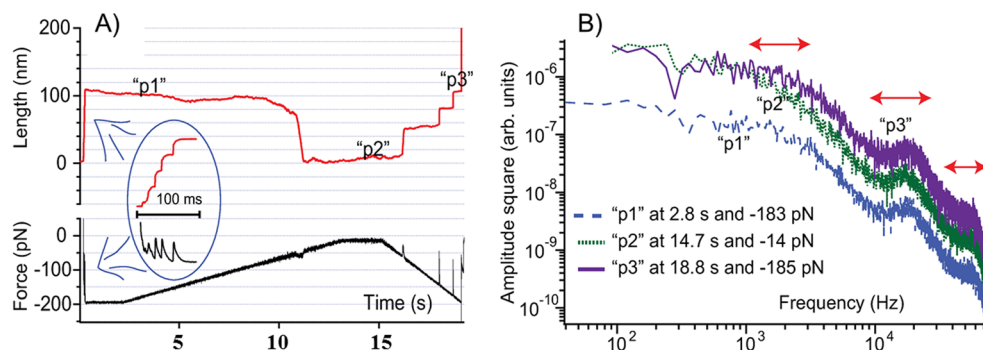 A)
200
100
0
Length (nm)
"p1"
"p2"
"p3"
100 ms
0
-100
-200
Force (pN)
Time (s)
5
10
15
B)
10-6
10-7
10-8
10-9
10-10
Amplitude square (arb. units)
"p2"
"p1"
"p3"
"p1" at 2.8 s and -183 pN
"p2" at 14.7 s and -14 pN
"p3" at 18.8 s and -185 pN
Frequency (Hz)
102
103
104